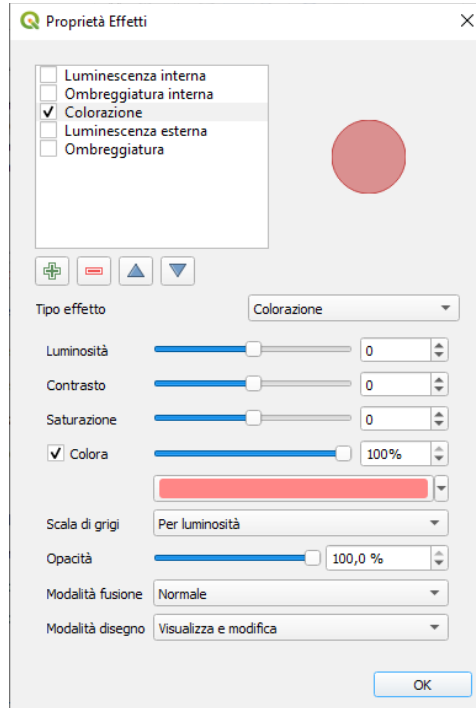 Proprietà Effetti
Luminescenza interna
Ombreggiatura interna
Colorazione
Luminescenza esterna
Ombreggiatura
Tipo effetto Colorazione
Luminosità 0
Contrasto 0
Saturazione 0
Colora 100%
Scala di grigi Per luminosità
Opacità 100,0 %
Modalità fusione Normale
Modalità disegno Visualizza e modifica
OK